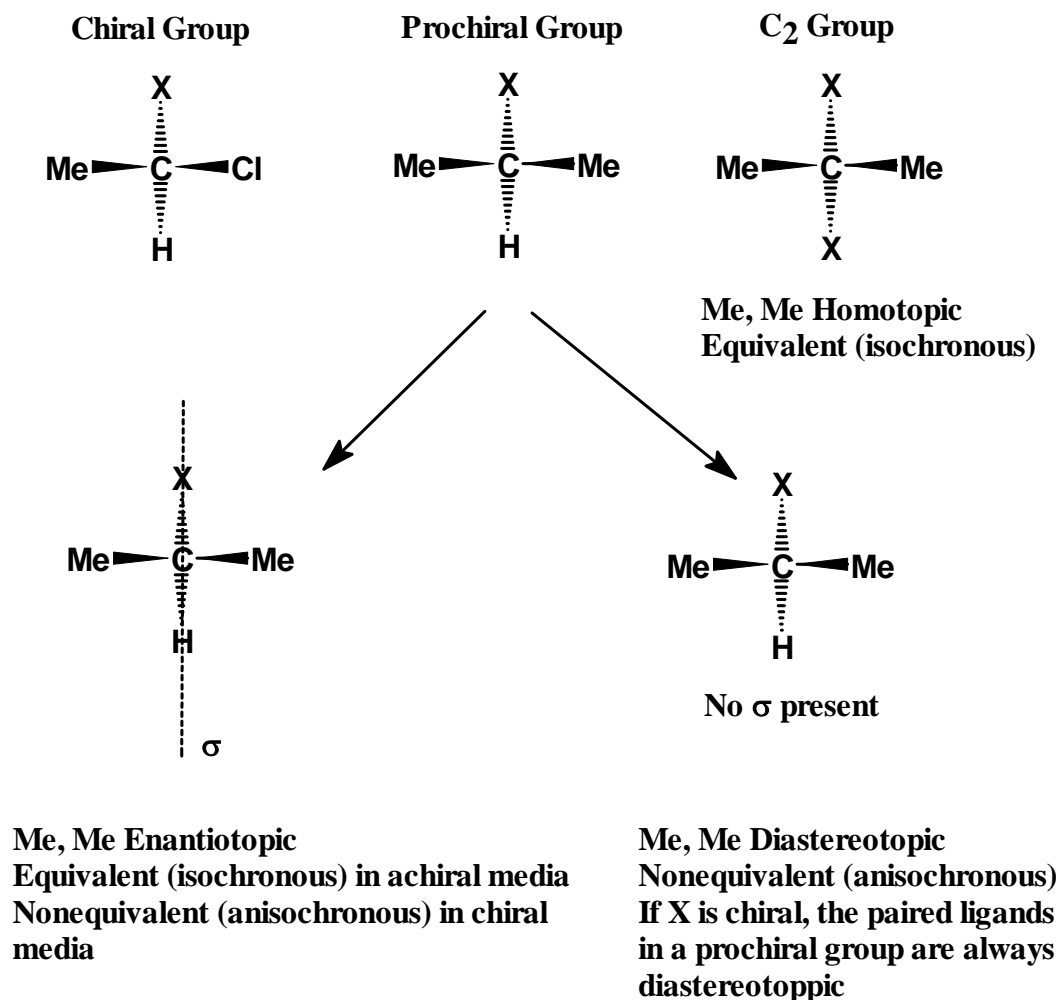 Chiral Group Prochiral Group C2 Group
X X X
Me C Cl Me C Me Me C Me
H H X
Me, Me Homotopic
Equivalent (isochronous)
X X
Me C Me Me C Me
H H
No σ present
σ
Me, Me Enantiotopic
Equivalent (isochronous) in achiral media
Nonequivalent (anisochronous) in chiral
media
Me, Me Diastereotopic
Nonequivalent (anisochronous)
If X is chiral, the paired ligands
in a prochiral group are always
diastereotoppic